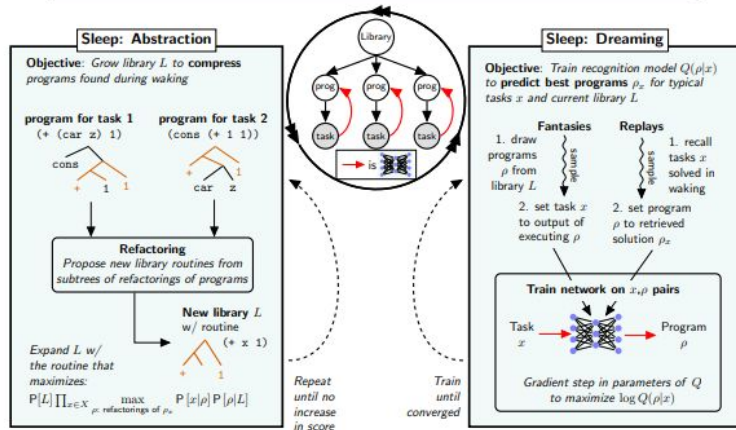 Sleep: Abstraction
Objective: Grow library L to compress
programs found during waking
program for task 1
(+ (car z) 1)
program for task 2
(cons (+ 1 1))
cons
+
1
1
+
1
car
z
Refactoring
Propose new library routines from
subtrees of refactorings of programs
New library L
w/ routine
(+ x 1)
+
1
Expand L w/
the routine that
maximizes:
P[L] ∏x∈X max P[x|ρ] P[ρ|L]
ρ: refactorings of ρx
Library
prog
prog
prog
task
task
task
is
Repeat
until no
increase
in score
Train
until
converged
Sleep: Dreaming
Objective: Train recognition model Q(ρ|x)
to predict best programs ρx for typical
tasks x and current library L
Fantasies
Replays
1. draw
programs
ρ from
library L
sample
sample
1. recall
tasks x
solved in
waking
2. set task x
to output of
executing ρ
2. set program
ρ to retrieved
solution ρx
Train network on x,ρ pairs
Task
x
Program
ρ
Gradient step in parameters of Q
to maximize log Q(ρ|x)